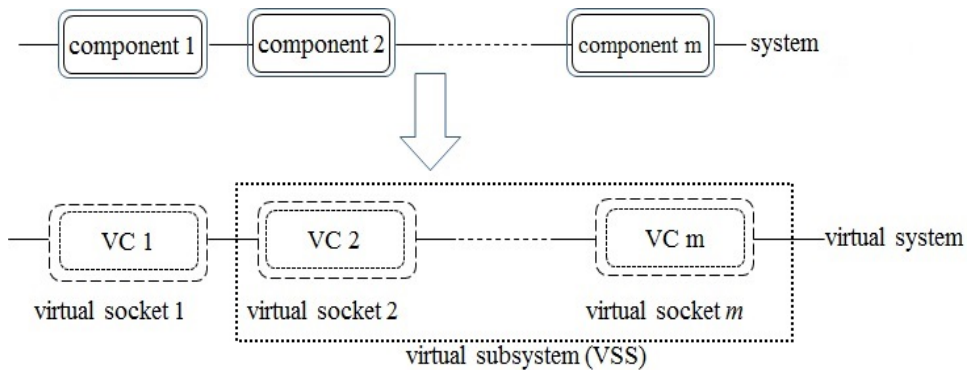 component 1
component 2
component m
system
VC 1
VC 2
VC m
virtual system
virtual socket 1
virtual socket 2
virtual socket m
virtual subsystem (VSS)